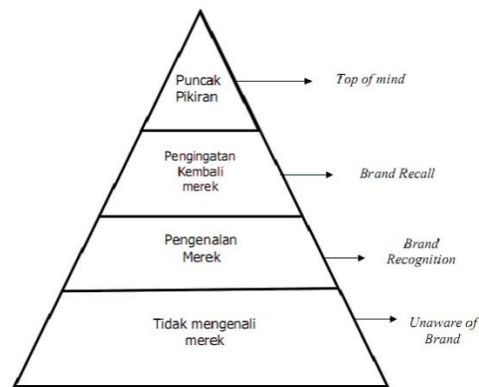 Puncak
Pikiran
Top of mind
Pengingatan
Kembali
merek
Brand Recall
Pengenalan
Merek
Brand
Recognition
Tidak mengenali
merek
Unaware of
Brand